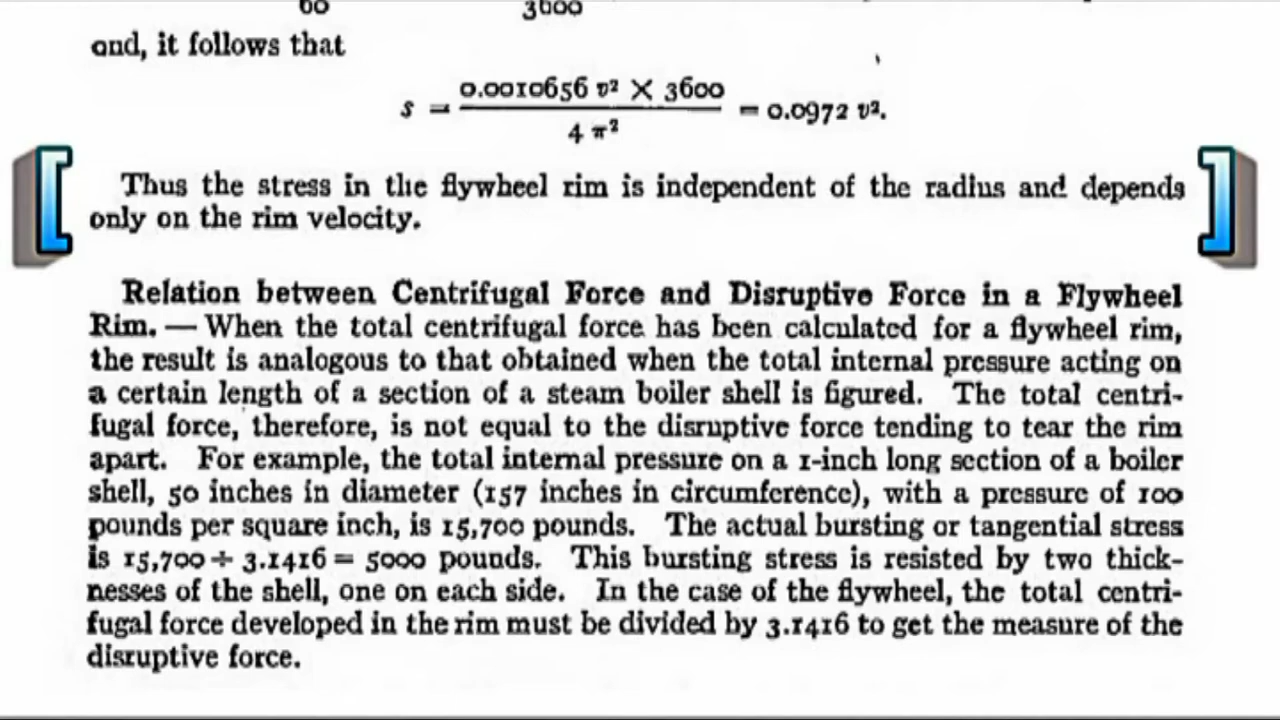 60 3600
and, it follows that
s = 0.0010656 v² × 3600 / 4 π² = 0.0972 v².
Thus the stress in the flywheel rim is independent of the radius and depends
only on the rim velocity.
Relation between Centrifugal Force and Disruptive Force in a Flywheel
Rim. — When the total centrifugal force has been calculated for a flywheel rim,
the result is analogous to that obtained when the total internal pressure acting on
a certain length of a section of a steam boiler shell is figured. The total centri-
fugal force, therefore, is not equal to the disruptive force tending to tear the rim
apart. For example, the total internal pressure on a 1-inch long section of a boiler
shell, 50 inches in diameter (157 inches in circumference), with a pressure of 100
pounds per square inch, is 15,700 pounds. The actual bursting or tangential stress
is 15,700 ÷ 3.1416 = 5000 pounds. This bursting stress is resisted by two thick-
nesses of the shell, one on each side. In the case of the flywheel, the total centri-
fugal force developed in the rim must be divided by 3.1416 to get the measure of the
disruptive force.